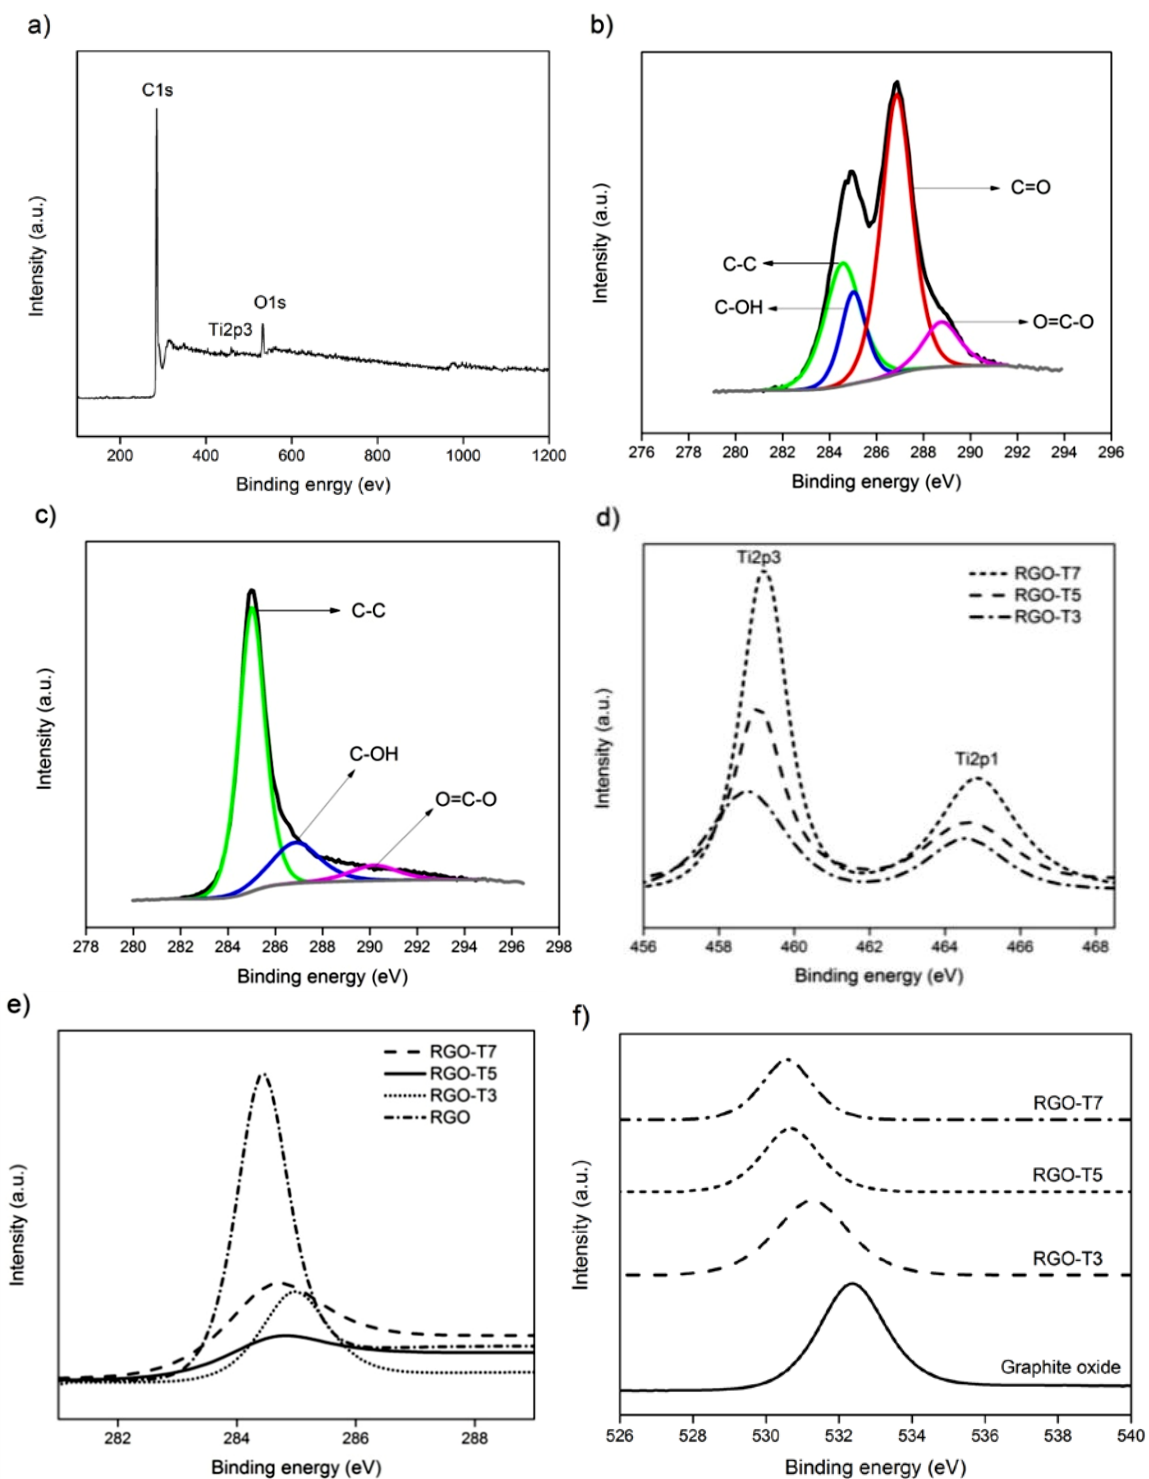 a)
C1s
Ti2p3
O1s
Intensity (a.u.)
200 400 600 800 1000 1200
Binding enrgy (ev)
b)
C=O
C-C
C-OH
O=C-O
Intensity (a.u.)
276 278 280 282 284 286 288 290 292 294 296
Binding energy (eV)
c)
C-C
C-OH
O=C-O
Intensity (a.u.)
278 280 282 284 286 288 290 292 294 296 298
Binding energy (eV)
d)
Ti2p3
RGO-T7
RGO-T5
RGO-T3
Ti2p1
Intensity (a.u.)
456 458 460 462 464 466 468
Binding energy (eV)
e)
RGO-T7
RGO-T5
RGO-T3
RGO
Intensity (a.u.)
282 284 286 288
Binding energy (eV)
f)
RGO-T7
RGO-T5
RGO-T3
Graphite oxide
Intensity (a.u.)
526 528 530 532 534 536 538 540
Binding energy (eV)